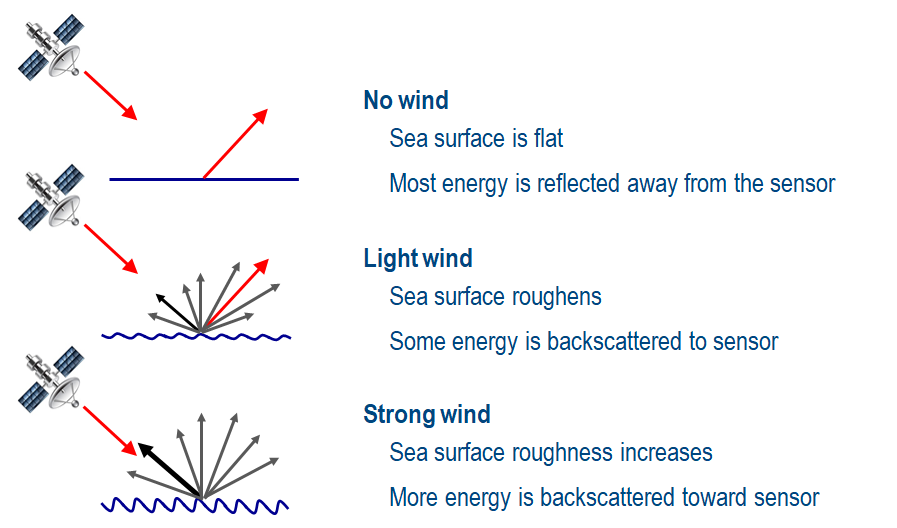 No wind
Sea surface is flat
Most energy is reflected away from the sensor
Light wind
Sea surface roughens
Some energy is backscattered to sensor
Strong wind
Sea surface roughness increases
More energy is backscattered toward sensor